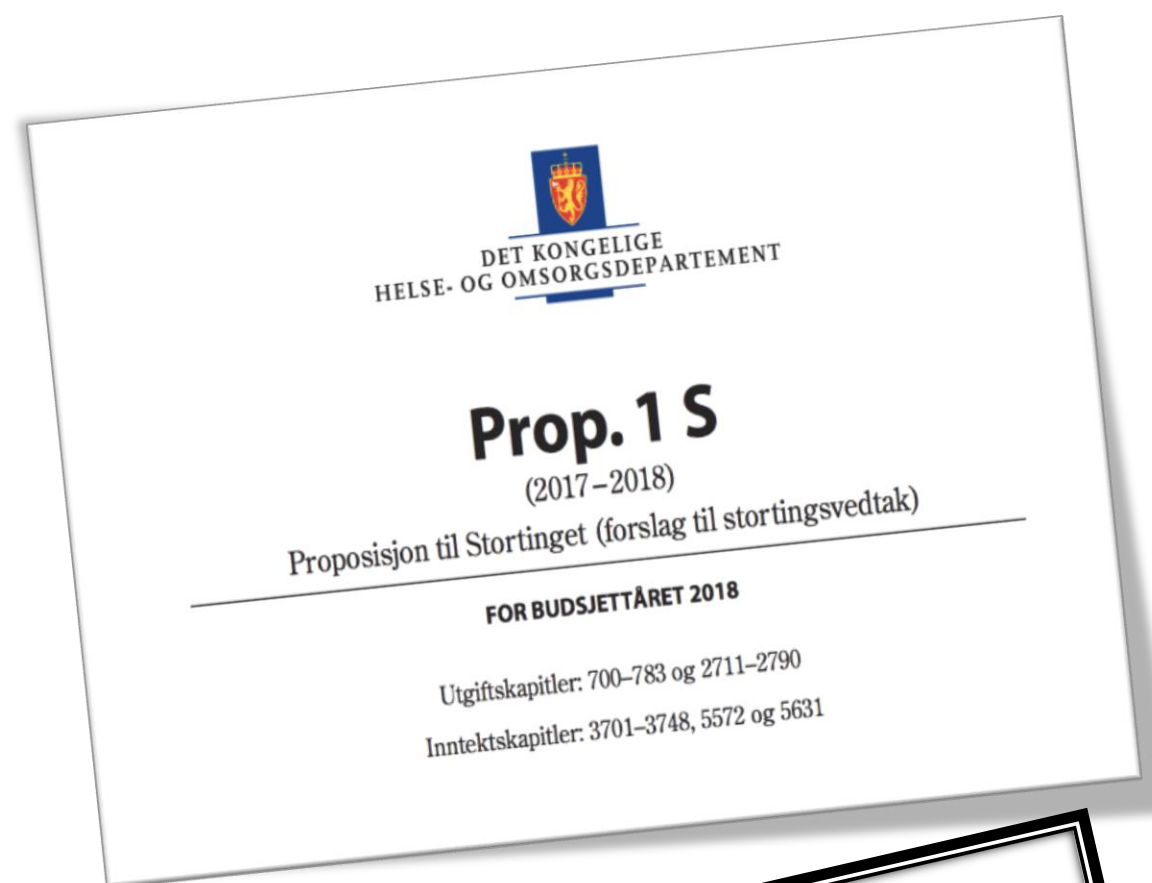 DET KONGELIGE
HELSE- OG OMSORGSDEPARTEMENT
Prop. 1 S
(2017–2018)
Proposisjon til Stortinget (forslag til stortingsvedtak)
FOR BUDSJETTÅRET 2018
Utgiftskapitler: 700–783 og 2711–2790
Inntektskapitler: 3701–3748, 5572 og 5631